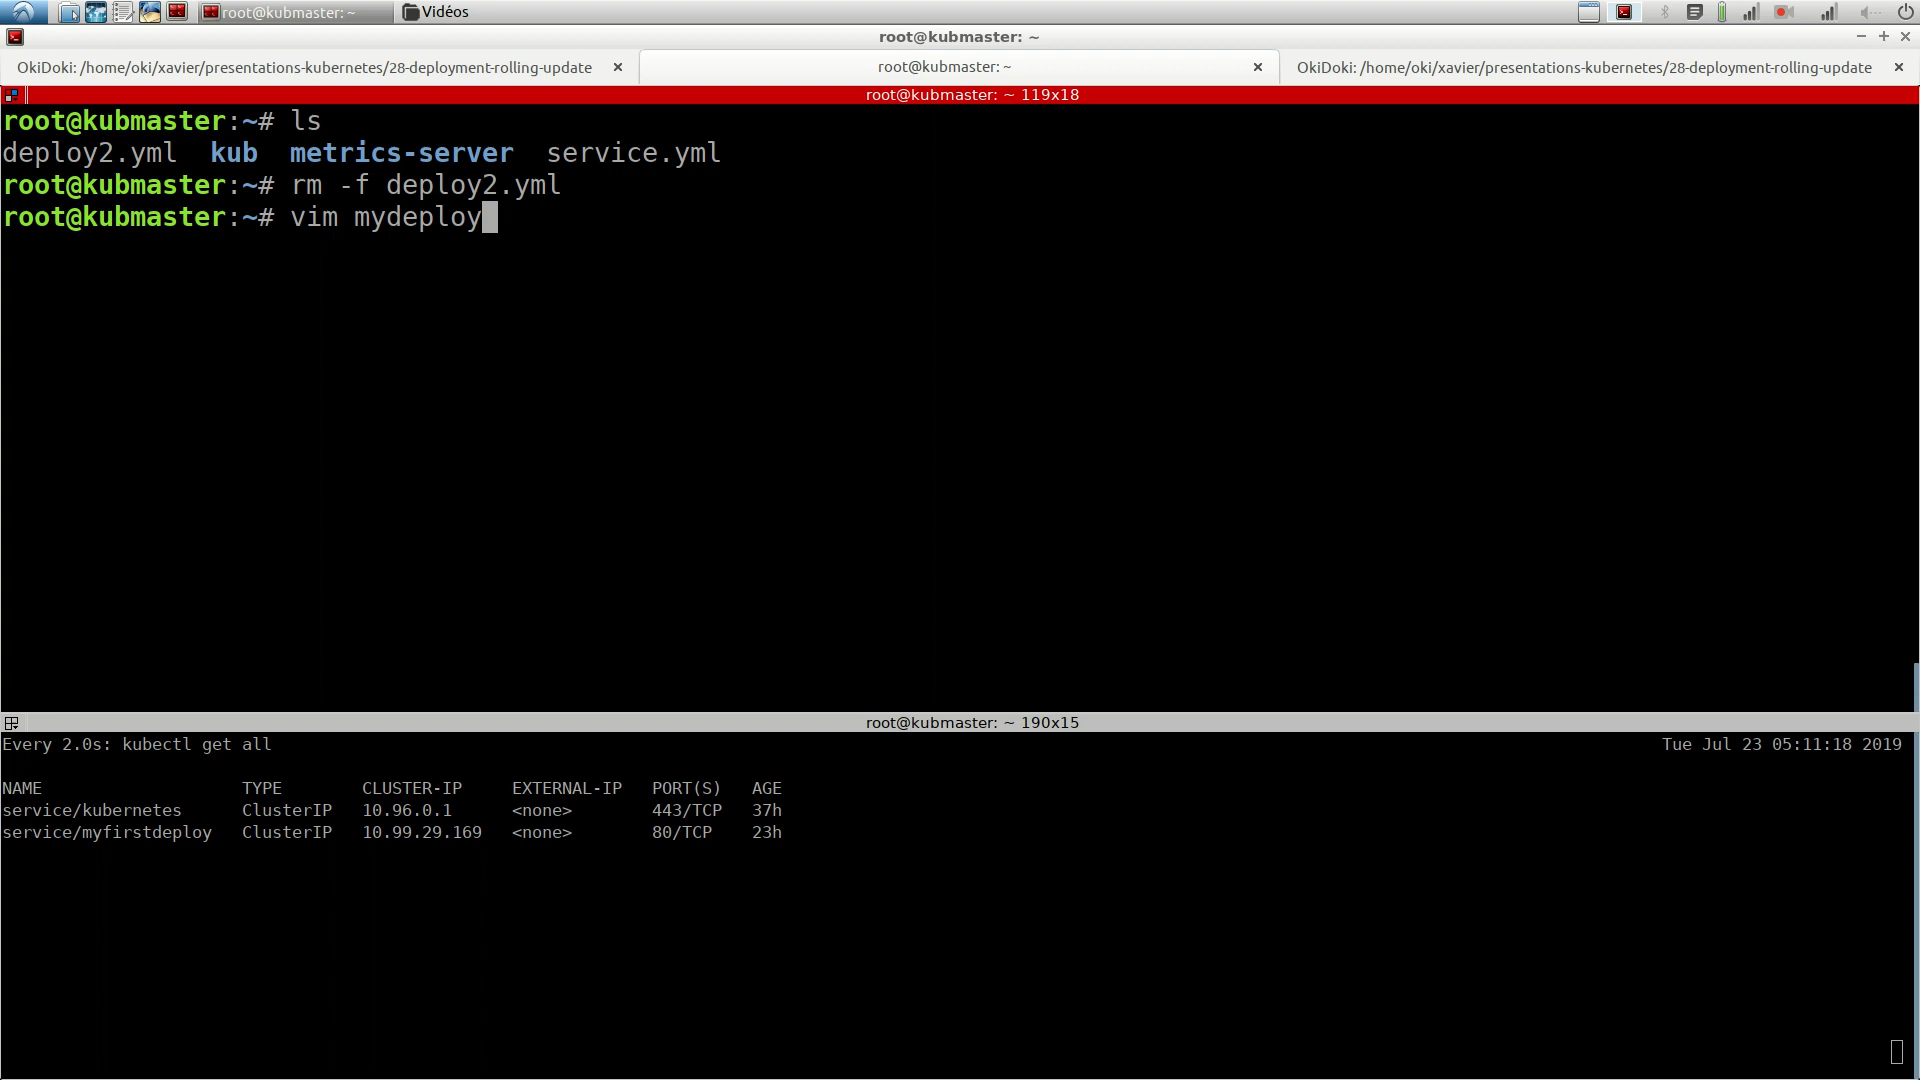 root@kubmaster: ~
Vidéos
root@kubmaster: ~
OkiDoki: /home/oki/xavier/presentations-kubernetes/28-deployment-rolling-update
root@kubmaster: ~
OkiDoki: /home/oki/xavier/presentations-kubernetes/28-deployment-rolling-update
root@kubmaster: ~ 119x18
root@kubmaster:~# ls
deploy2.yml kub metrics-server service.yml
root@kubmaster:~# rm -f deploy2.yml
root@kubmaster:~# vim mydeploy
root@kubmaster: ~ 190x15
Every 2.0s: kubectl get all Tue Jul 23 05:11:18 2019
NAME TYPE CLUSTER-IP EXTERNAL-IP PORT(S) AGE
service/kubernetes ClusterIP 10.96.0.1 <none> 443/TCP 37h
service/myfirstdeploy ClusterIP 10.99.29.169 <none> 80/TCP 23h